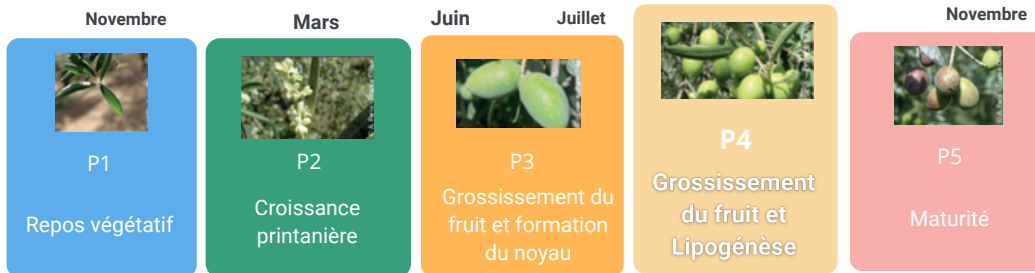 Novembre
Mars
Juin
Juillet
Novembre
P1
Repos végétatif
P2
Croissance
printanière
P3
Grossissement du
fruit et formation
du noyau
P4
Grossissement
du fruit et
Lipogénèse
P5
Maturité